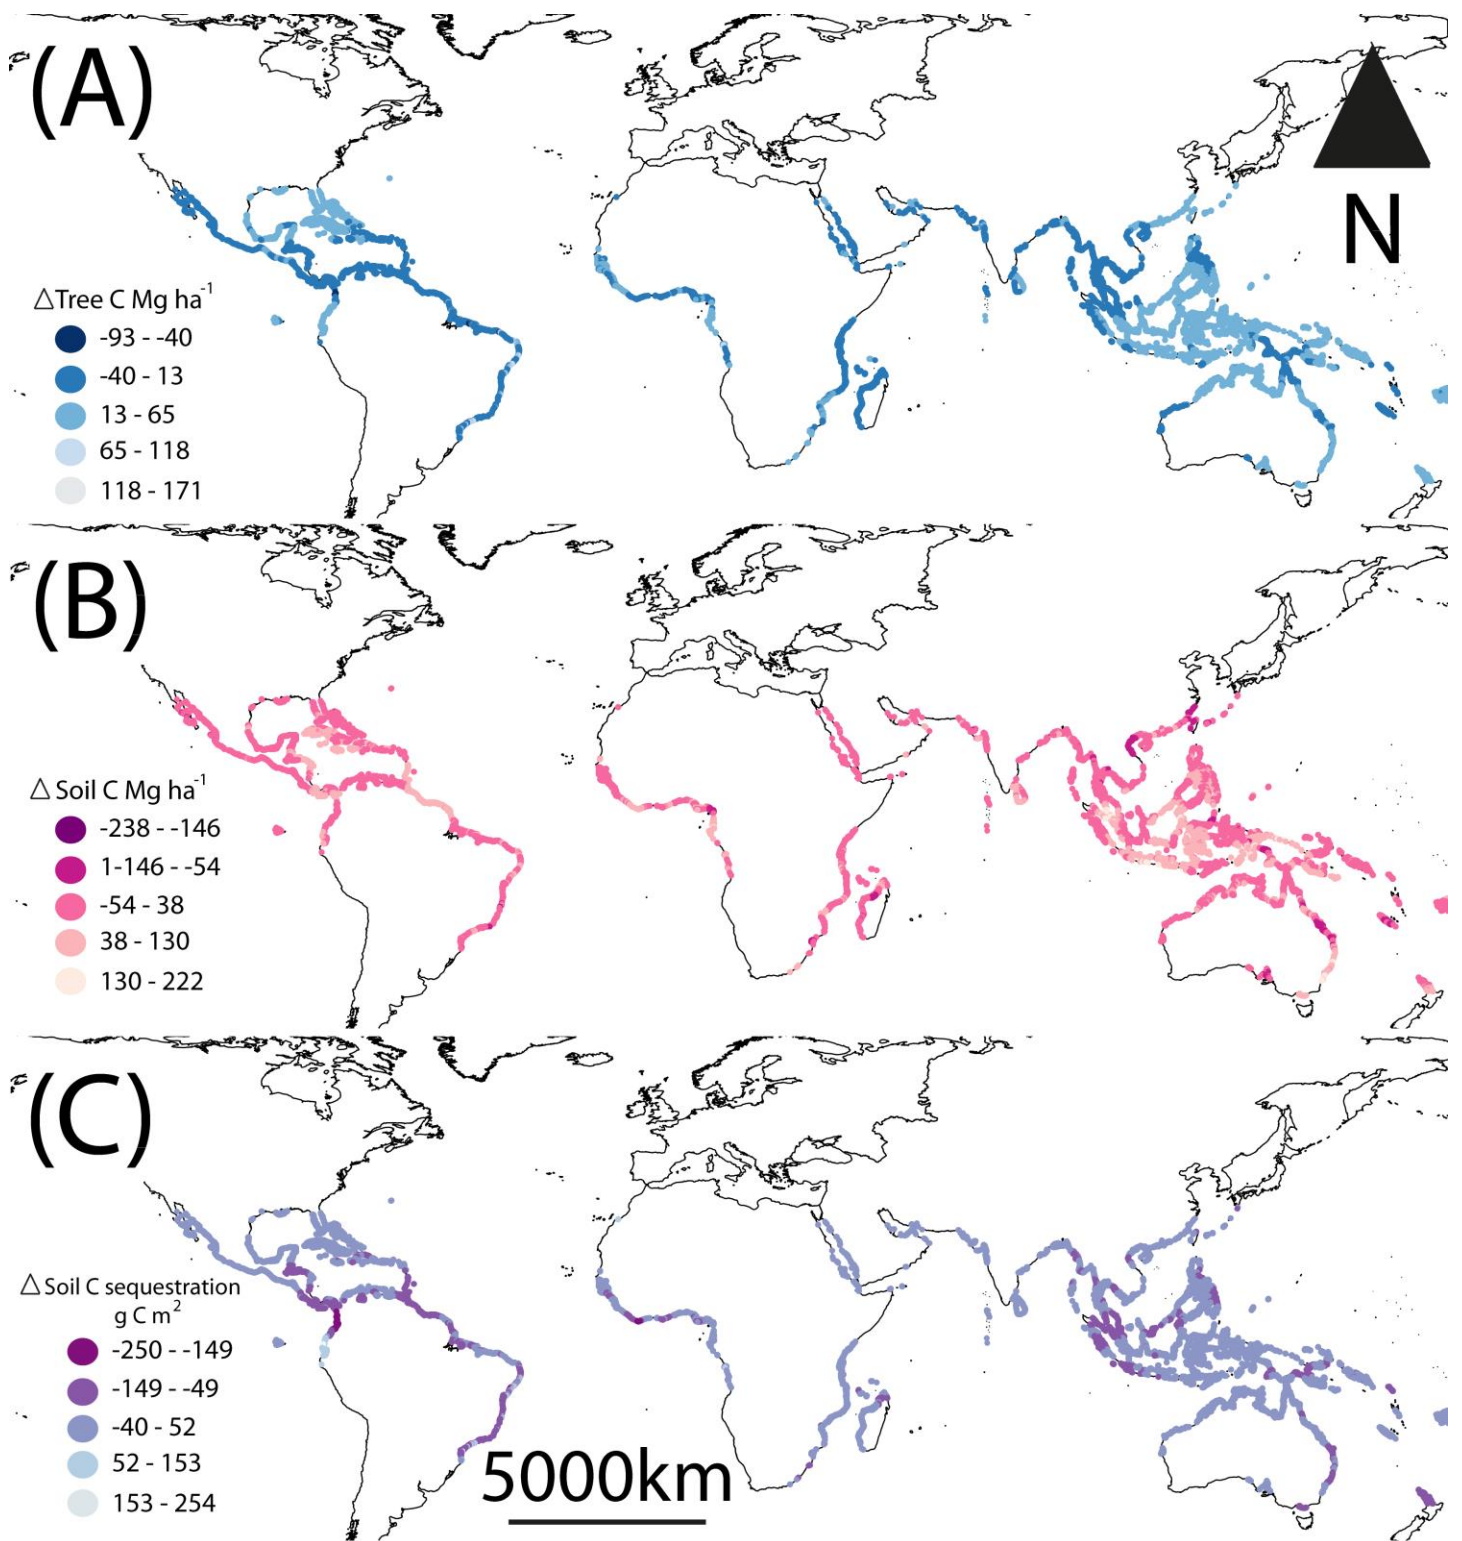 (A)
N
△Tree C Mg ha⁻¹
-93 - -40
-40 - 13
13 - 65
65 - 118
118 - 171
(B)
△ Soil C Mg ha⁻¹
-238 - -146
1-146 - -54
-54 - 38
38 - 130
130 - 222
(C)
△ Soil C sequestration
g C m²
-250 - -149
-149 - -49
-40 - 52
52 - 153
153 - 254
5000km